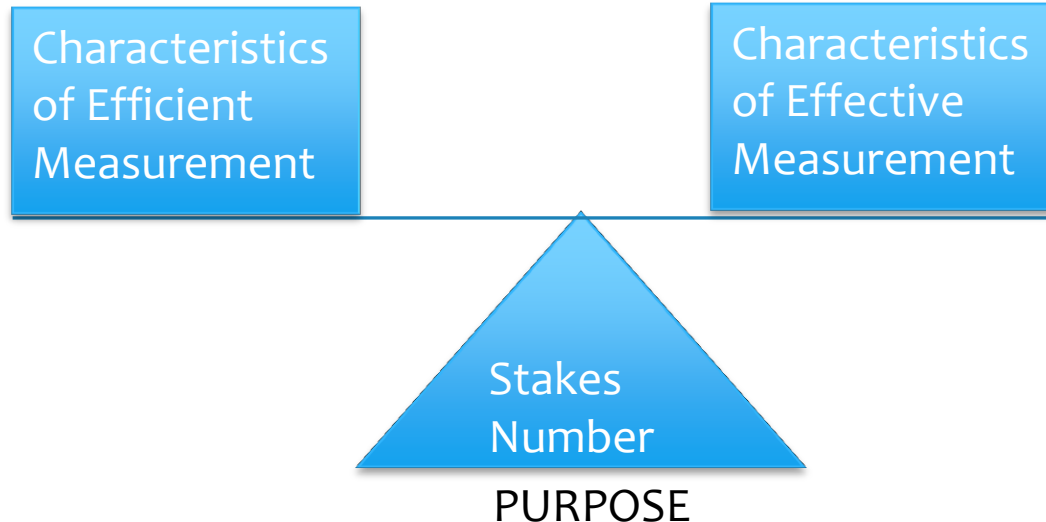 Characteristics
of Efficient
Measurement
Characteristics
of Effective
Measurement
Stakes
Number
PURPOSE